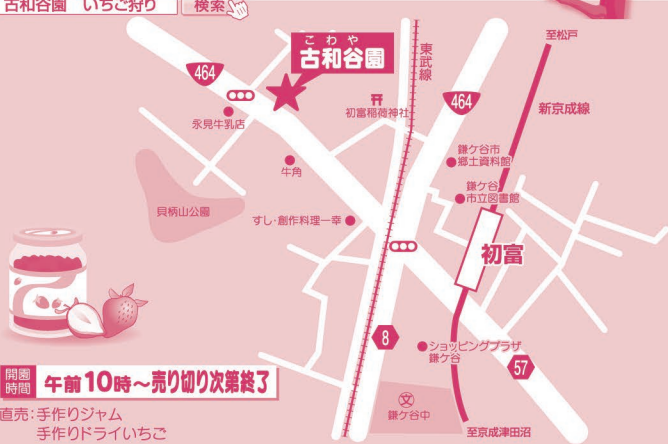 古和谷園　いちご狩り
検索
こわや
古和谷園
東武線
至松戸
464
464
新京成線
初富稲荷神社
永見牛乳店
鎌ケ谷市
郷土資料館
牛角
鎌ケ谷
市立図書館
貝柄山公園
すし・創作料理一幸
初富
8
ショッピングプラザ
鎌ケ谷
57
開園
時間
午前10時～売り切り次第終了
文
鎌ケ谷中
直売：手作りジャム
手作りドライいちご
至京成津田沼